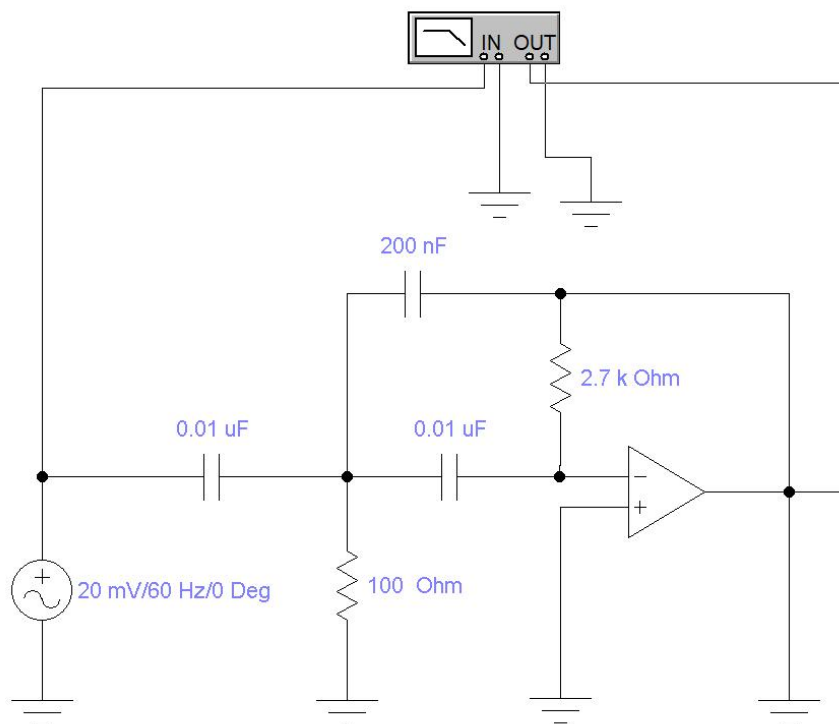 IN OUT
200 nF
2.7 k Ohm
0.01 uF 0.01 uF
20 mV/60 Hz/0 Deg
100 Ohm